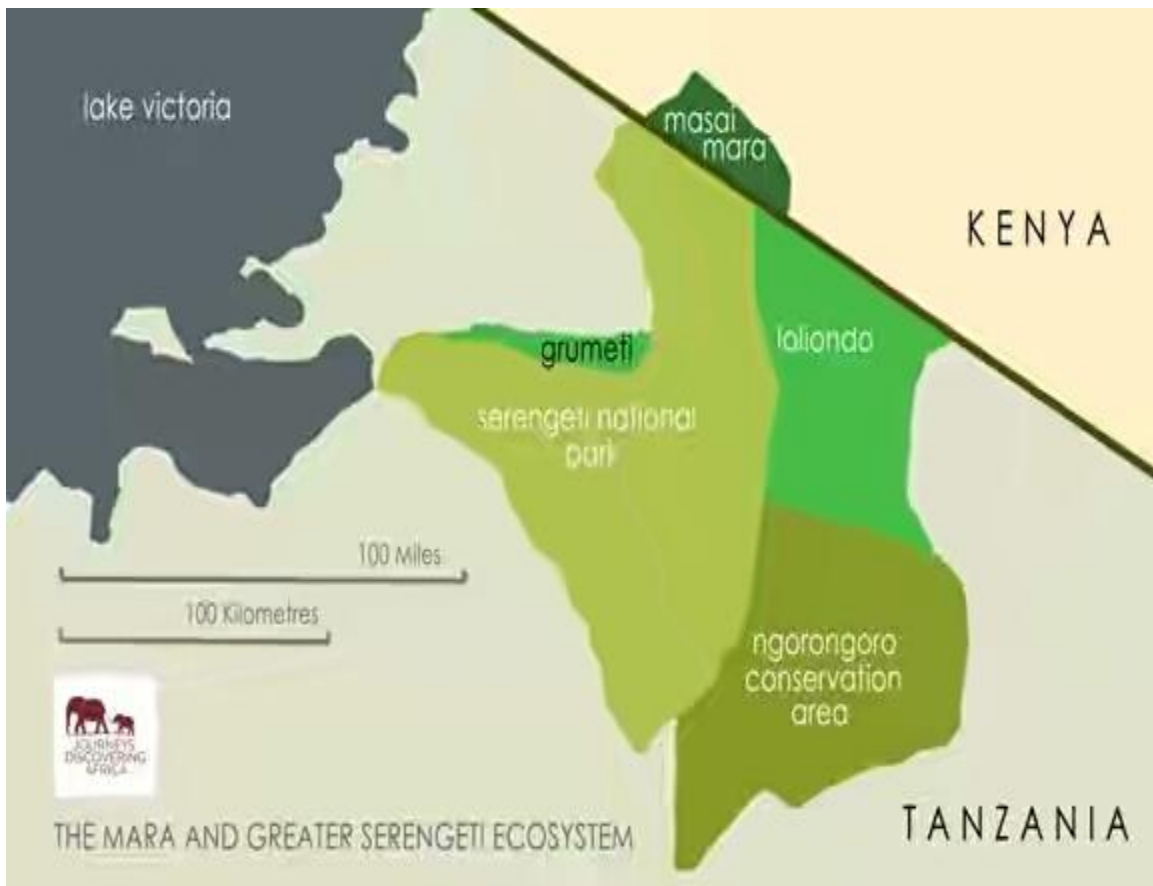 lake victoria
masai
mara
KENYA
grumeti
loliondo
serengeti national
park
100 Miles
100 Kilometres
ngorongoro
conservation
area
JOURNEYS
DISCOVERING
AFRICA
THE MARA AND GREATER SERENGETI ECOSYSTEM
TANZANIA